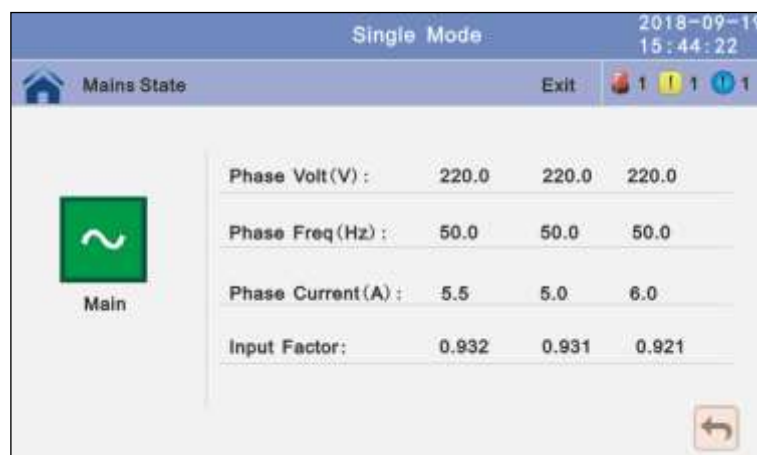 Single Mode
2018-09-19
15:44:22
Mains State Exit 1 ! 1 ! 1
Phase Volt(V): 220.0 220.0 220.0
Phase Freq(Hz): 50.0 50.0 50.0
Main
Phase Current(A): 5.5 5.0 6.0
Input Factor: 0.932 0.931 0.921